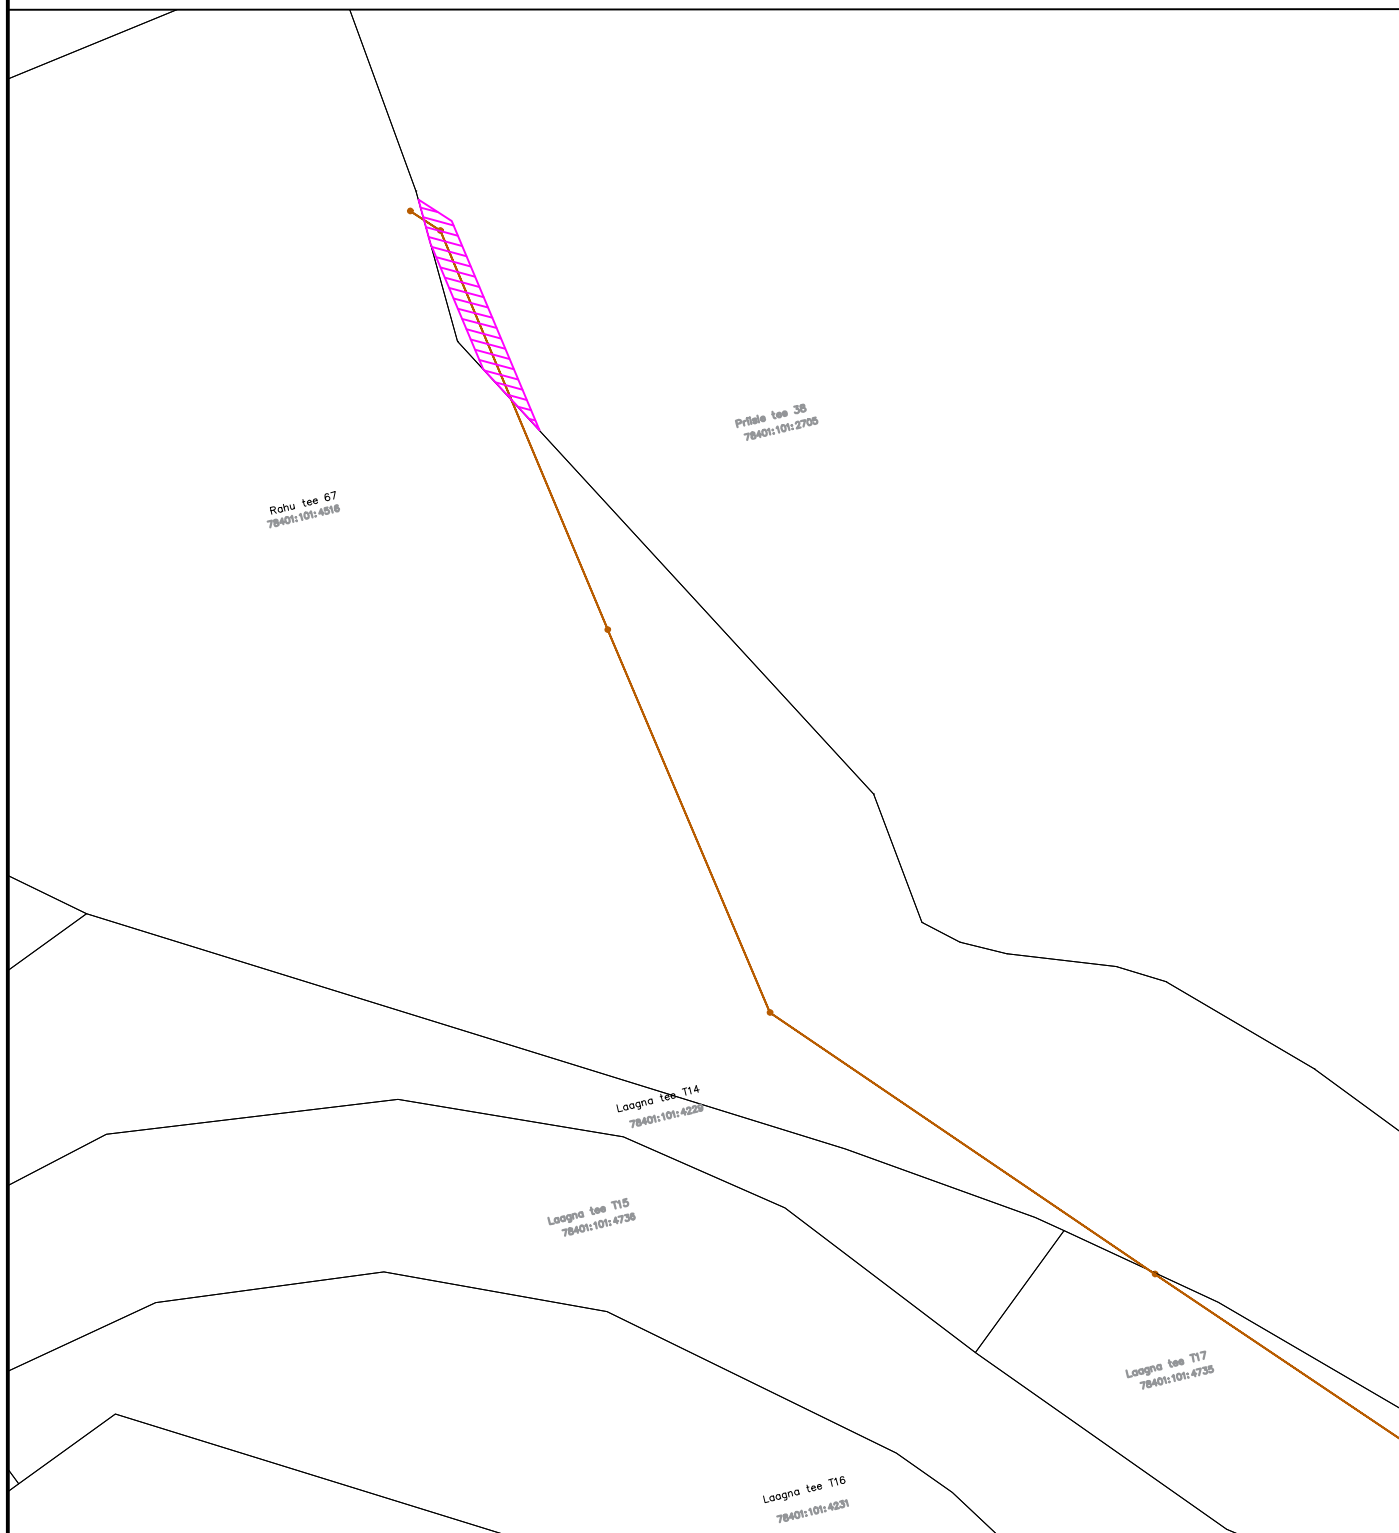 Priisle tee 38
78401:101:2705
Rahu tee 67
78401:101:4516
Laagna tee T14
78401:101:4229
Laagna tee T15
78401:101:4736
Laagna tee T17
78401:101:4735
Laagna tee T16
78401:101:4231